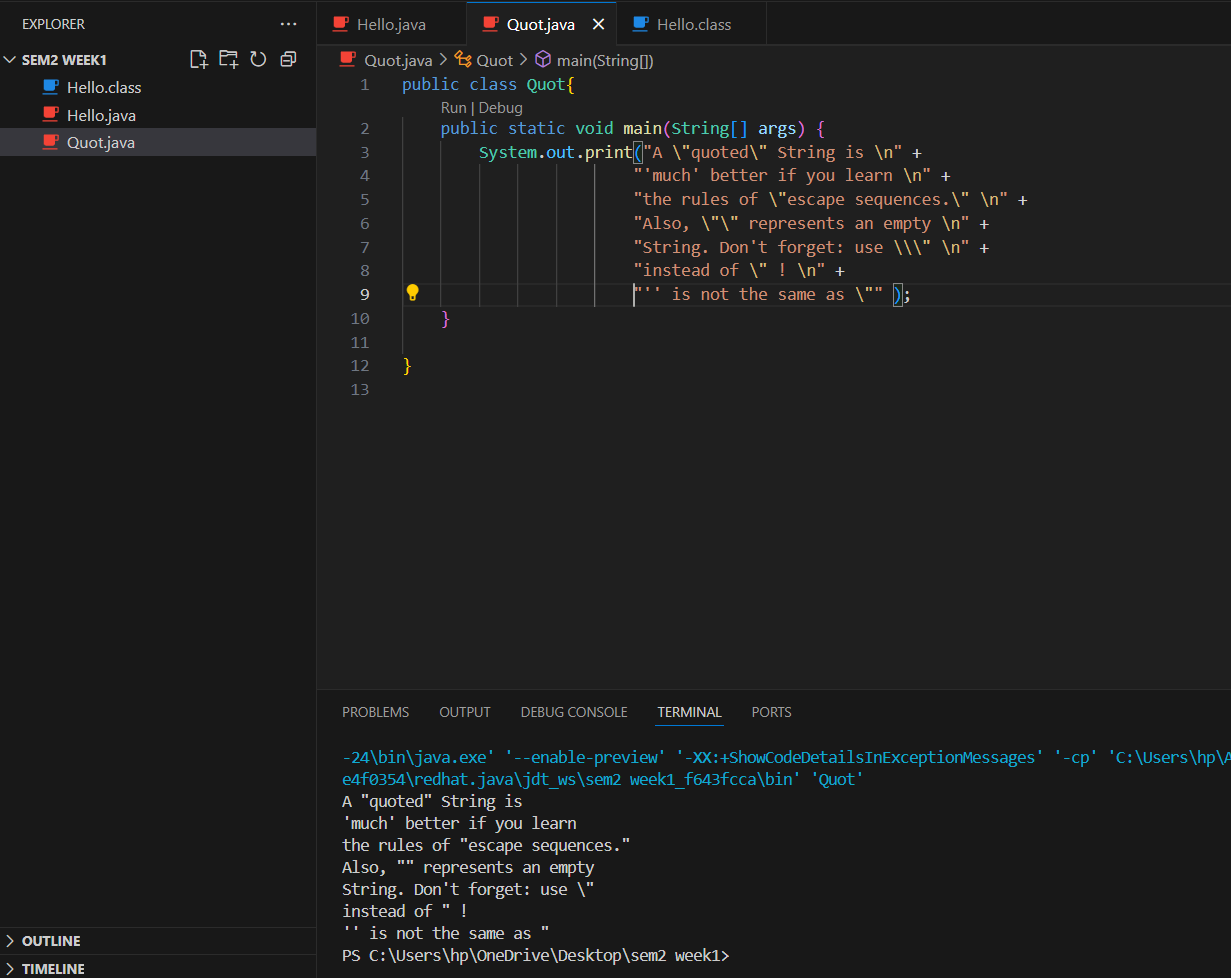 EXPLORER
SEM2 WEEK1
Hello.class
Hello.java
Quot.java
OUTLINE
TIMELINE
Hello.java Quot.java Hello.class
Quot.java Quot main(String[])
1 public class Quot{
Run | Debug
2 public static void main(String[] args) {
3 System.out.print("A \"quoted\" String is \n" +
4 "'much' better if you learn \n" +
5 "the rules of \"escape sequences.\" \n" +
6 "Also, \"\" represents an empty \n" +
7 "String. Don't forget: use \\\" \n" +
8 "instead of \" ! \n" +
9 "'' is not the same as \"" );
10 }
11
12 }
13
PROBLEMS OUTPUT DEBUG CONSOLE TERMINAL PORTS
-24\bin\java.exe' '--enable-preview' '-XX:+ShowCodeDetailsInExceptionMessages' '-cp' 'C:\Users\hp\A
e4f0354\redhat.java\jdt_ws\sem2 week1_f643fcca\bin' 'Quot'
A "quoted" String is
'much' better if you learn
the rules of "escape sequences."
Also, "" represents an empty
String. Don't forget: use \"
instead of " !
'' is not the same as "
PS C:\Users\hp\OneDrive\Desktop\sem2 week1>